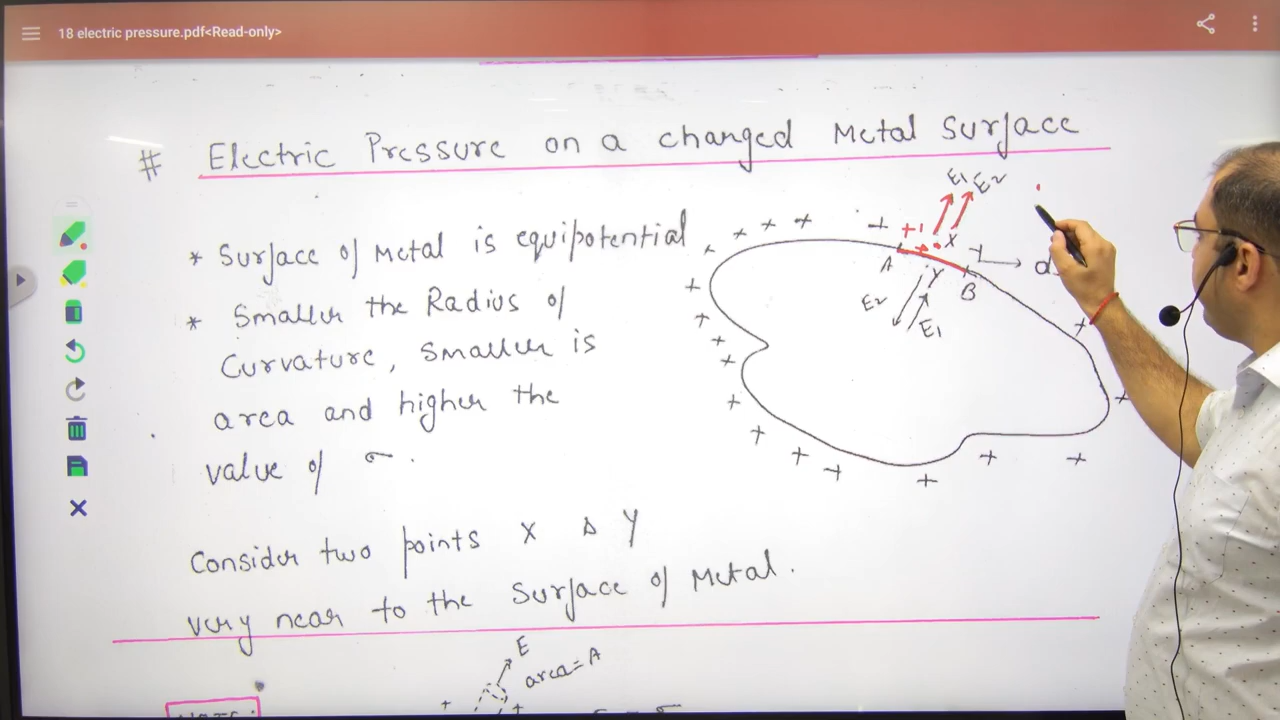 18 electric pressure.pdf<Read-only>
# Electric Pressure on a changed Metal Surface
* Surface of Metal is equipotential
* Smaller the Radius of
Curvature, smaller is
area and higher the
value of σ.
Consider two points X & Y
very near to the Surface of Metal.
E1 E2
+1
X
A
Y
B
E2
E1
E
area=A